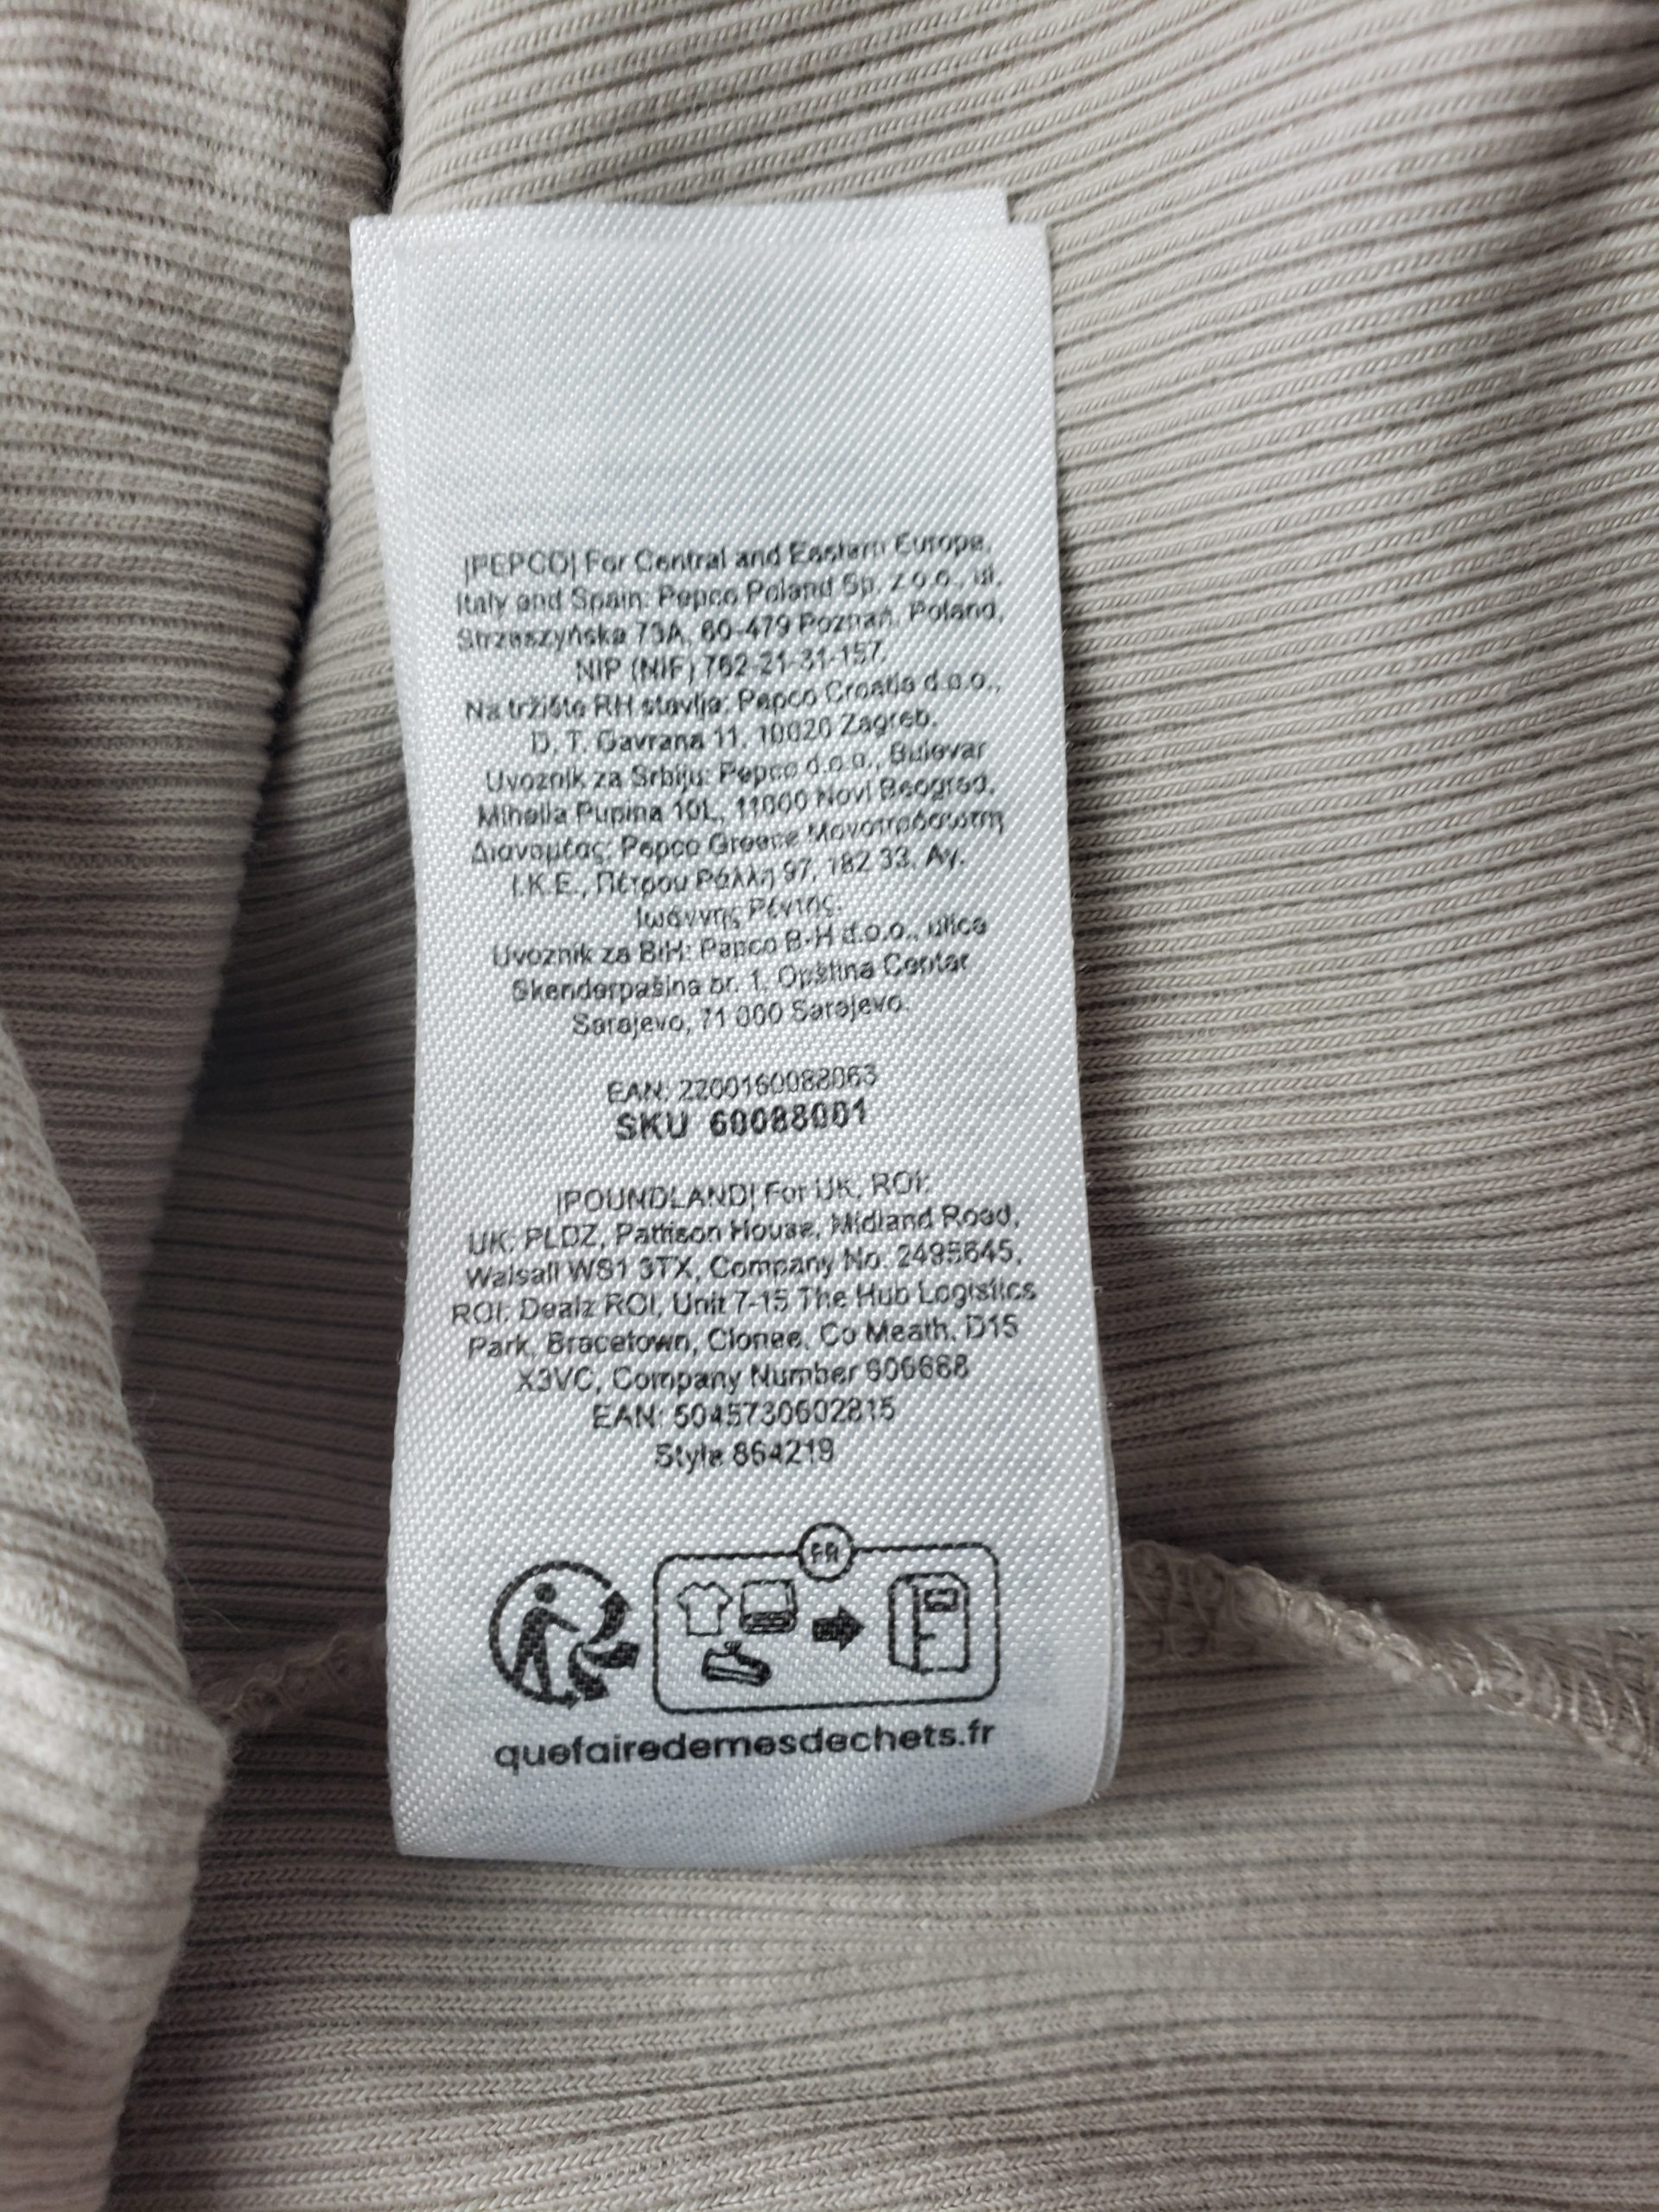 |PEPCO| For Central and Eastern Europe,
Italy and Spain: Pepco Poland Sp. z o.o., ul.
Strzeszyńska 73A, 60-479 Poznań, Poland,
NIP (NIF) 782-21-31-157.
Na tržište RH stavlja: Pepco Croatia d.o.o.,
D. T. Gavrana 11, 10020 Zagreb.
Uvoznik za Srbiju: Pepco d.o.o., Bulevar
Mihajla Pupina 10L, 11000 Novi Beograd.
Διανομέας: Pepco Greece Μονοπρόσωπη
Ι.Κ.Ε., Πέτρου Ράλλη 97, 182 33, Αγ.
Ιωάννης Ρέντης.
Uvoznik za BiH: Pepco B-H d.o.o., ulica
Skenderpašina br. 1, Opština Centar
Sarajevo, 71 000 Sarajevo.
EAN: 2200160088063
SKU 60088001
|POUNDLAND| For UK, ROI:
UK: PLDZ, Pattison House, Midland Road,
Walsall WS1 3TX, Company No. 2495645,
ROI: Dealz ROI, Unit 7-15 The Hub Logistics
Park, Bracetown, Clonee, Co Meath, D15
X3VC, Company Number
EAN: 5045730602815
Style 864219
FR
quefairedemesdechets.fr